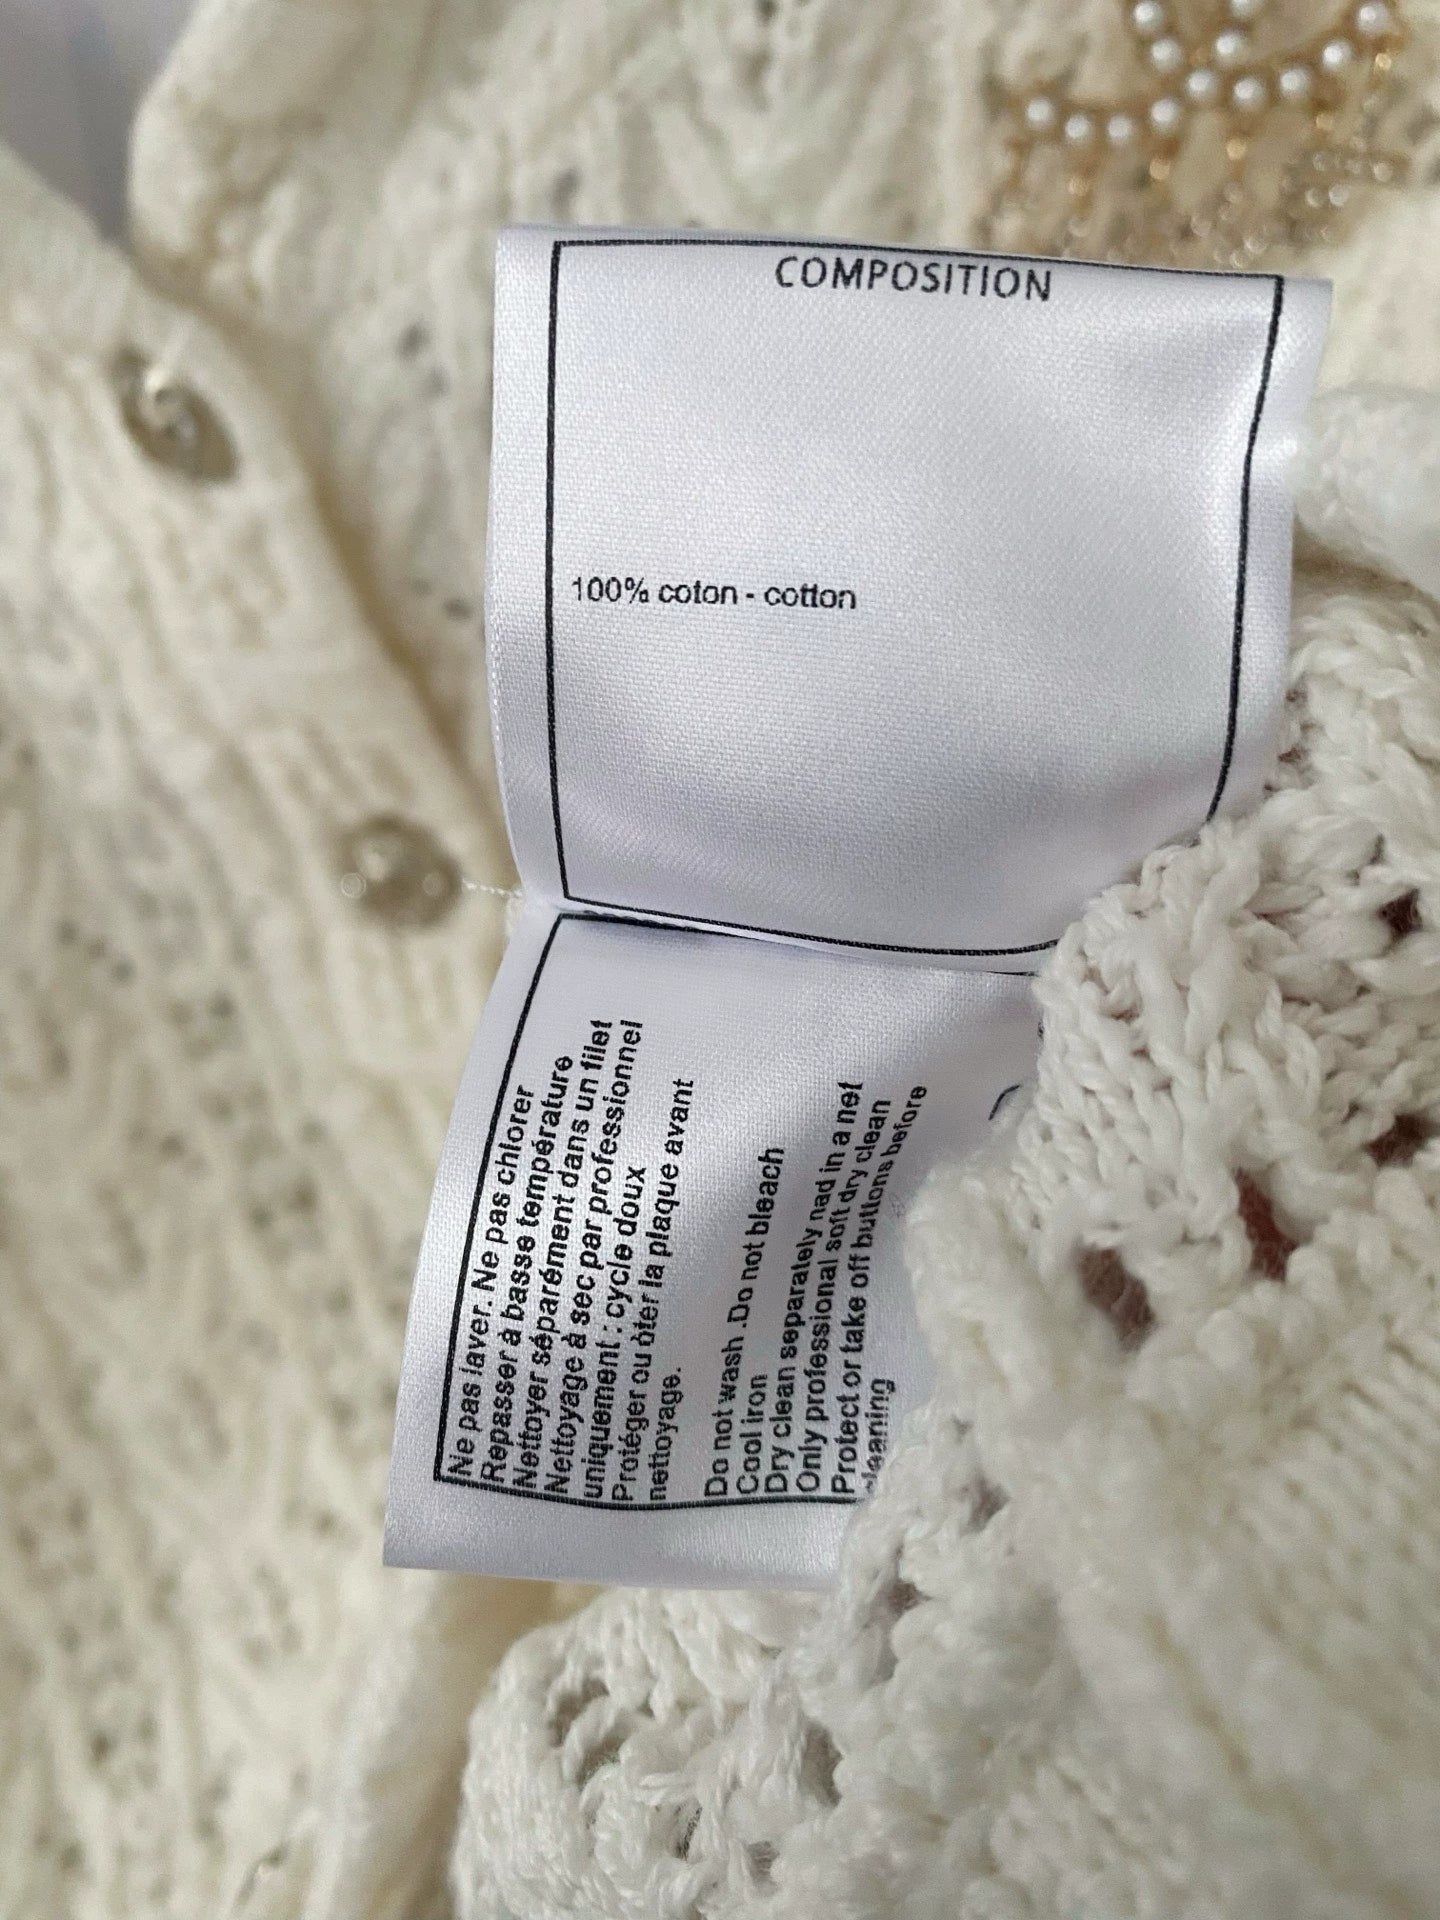 COMPOSITION
100% coton - cotton
Ne pas laver. Ne pas chlorer
Repasser à basse température
Nettoyer séparément dans un filet
Nettoyage à sec par professionnel
uniquement : cycle doux
Protéger ou ôter la plaque avant
nettoyage.
Do not wash .Do not bleach
Cool iron
Dry clean separately nad in a net
Only professional soft dry clean
Protect or take off buttons before
cleaning